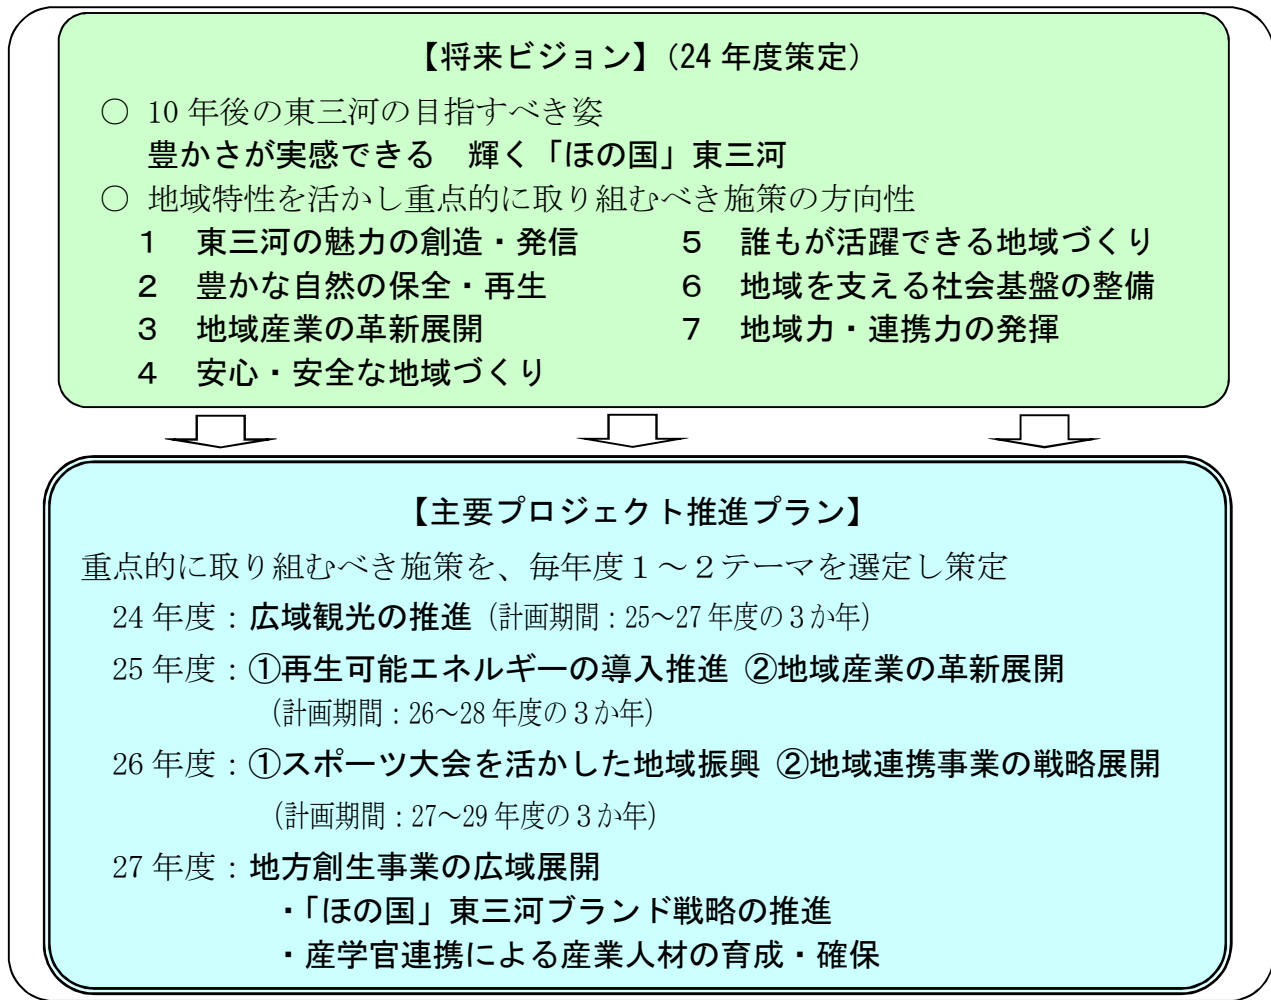 【将来ビジョン】(24 年度策定)
○ 10 年後の東三河の目指すべき姿
豊かさが実感できる　輝く「ほの国」東三河
○ 地域特性を活かし重点的に取り組むべき施策の方向性
１　東三河の魅力の創造・発信　　５　誰もが活躍できる地域づくり
２　豊かな自然の保全・再生　　６　地域を支える社会基盤の整備
３　地域産業の革新展開　　７　地域力・連携力の発揮
４　安心・安全な地域づくり
【主要プロジェクト推進プラン】
重点的に取り組むべき施策を、毎年度１～２テーマを選定し策定
24 年度：広域観光の推進（計画期間：25～27 年度の３か年）
25 年度：①再生可能エネルギーの導入推進 ②地域産業の革新展開
（計画期間：26～28 年度の３か年）
26 年度：①スポーツ大会を活かした地域振興 ②地域連携事業の戦略展開
（計画期間：27～29 年度の３か年）
27 年度：地方創生事業の広域展開
・「ほの国」東三河ブランド戦略の推進
・産学官連携による産業人材の育成・確保